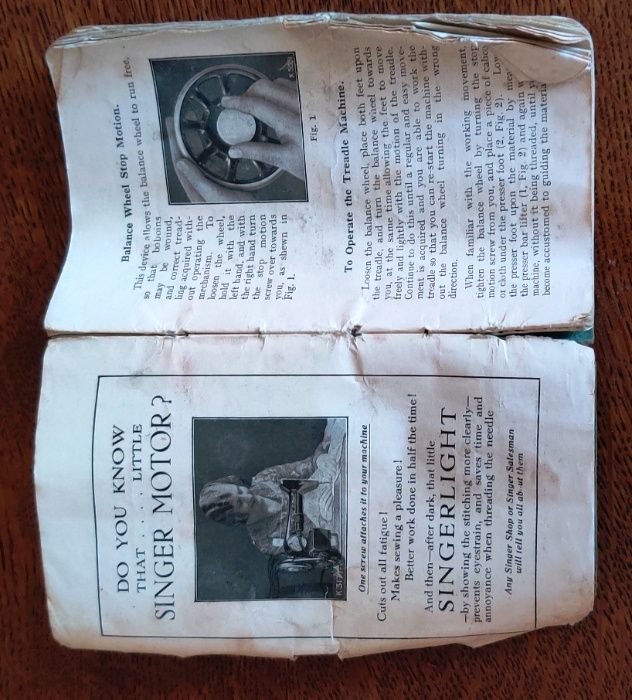 DO YOU KNOW
THAT . . . . . LITTLE
SINGER MOTOR?
One screw attaches it to your machine
Cuts out all fatigue!
Makes sewing a pleasure!
Better work done in half the time!
And then—after dark, that little
SINGERLIGHT
—by showing the stitching more clearly—
prevents eyestrain, and saves time and
annoyance when threading the needle
Any Singer Shop or Singer Salesman
will tell you all ab ut them
Balance Wheel Stop Motion.
This device allows the balance wheel to run free,
so that bobbins
may be wound,
and correct tread-
ling acquired with-
out operating the
mechanism. To
loosen the wheel,
hold it with the
left hand, and with
the right hand turn
the stop motion
screw over towards
you, as shewn in
Fig. 1.
Fig. 1
To Operate the Treadle Machine.
Loosen the balance wheel, place both feet upon
the treadle, and turn the balance wheel towards
you, at the same time allowing the feet to move
freely and lightly with the motion of the treadle.
Continue to do this until a regular and easy move-
ment is acquired and you are able to work the
treadle so that you can re-start the machine with-
out the balance wheel turning in the wrong
direction.
When familiar with the working movement,
tighten the balance wheel by turning the stop
motion screw from you, and place a piece of calico
or cloth under the presser foot (2, Fig. 2).
the presser foot upon the material by
the presser bar lifter (1, Fig. 2) and again
machine, without it being threaded, until
become accustomed to guiding the